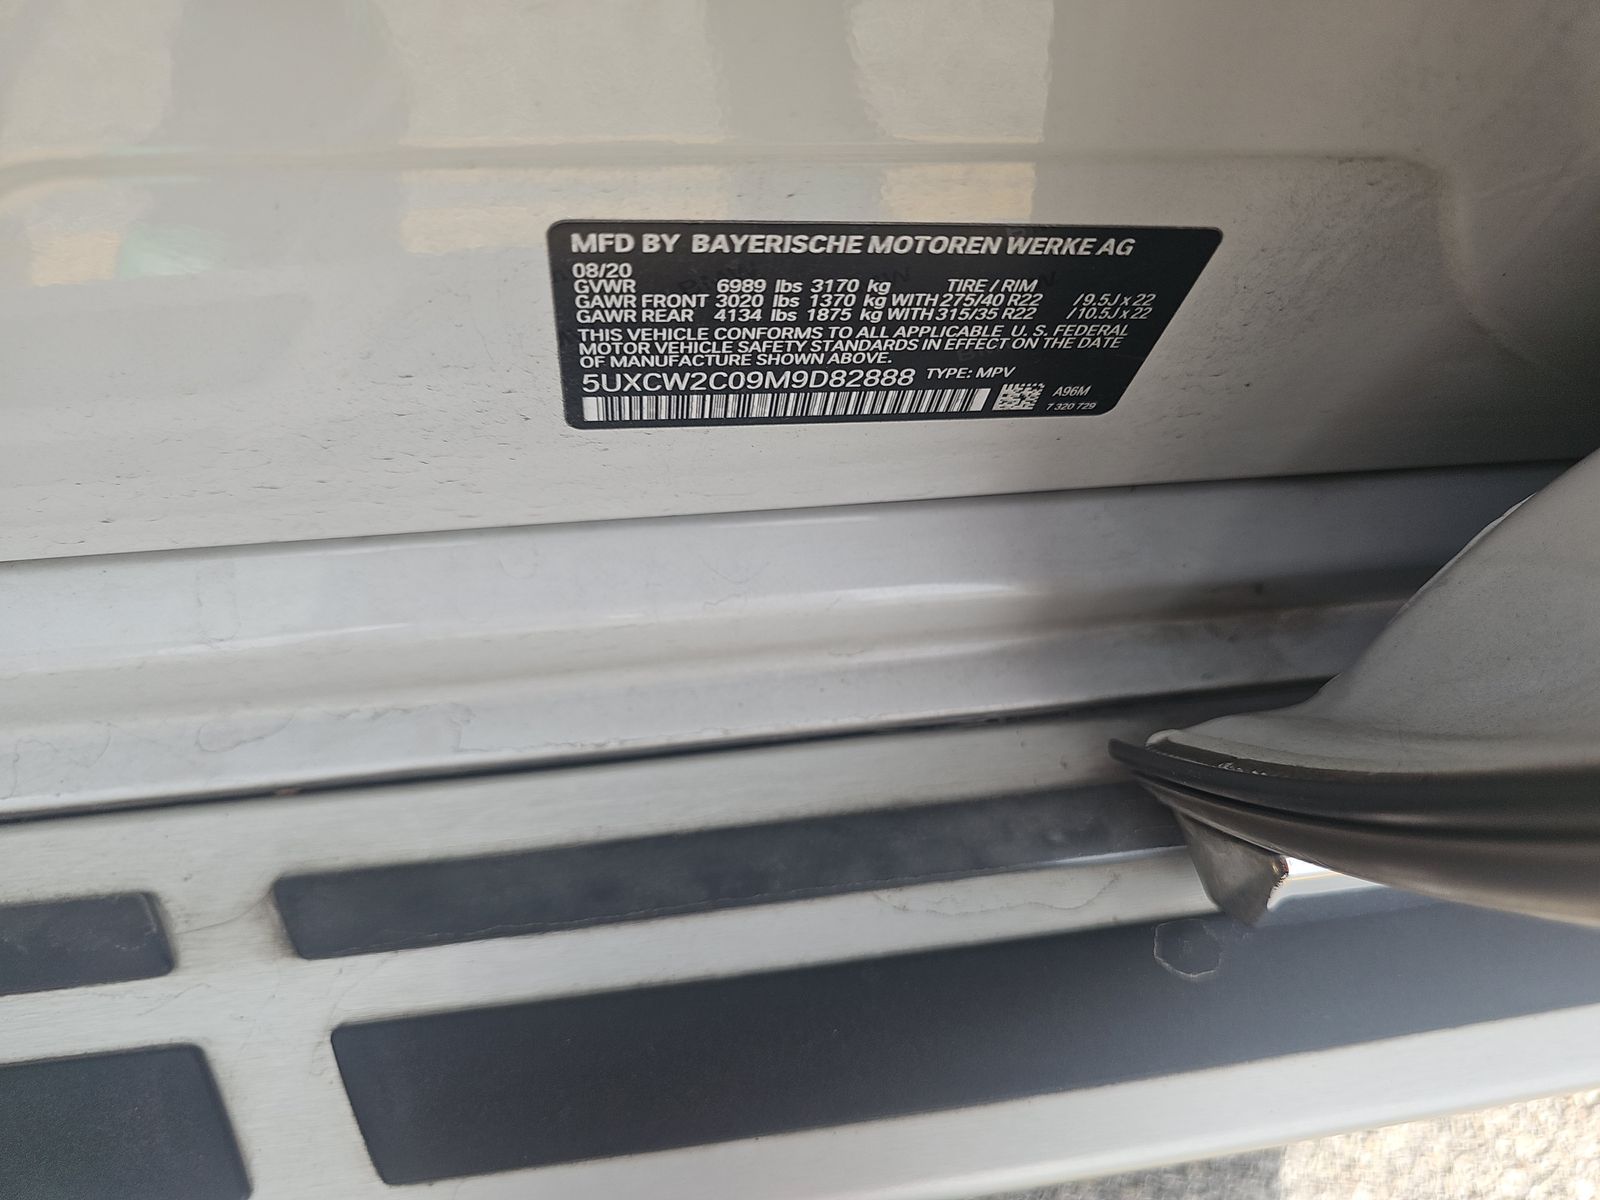 MFD BY BAYERISCHE MOTOREN WERKE AG
08/20
GVWR 6989 lbs 3170 kg TIRE / RIM
GAWR FRONT 3020 lbs 1370 kg WITH 275/40 R22 / 9.5J x 22
GAWR REAR 4134 lbs 1875 kg WITH 315/35 R22 / 10.5J x 22
THIS VEHICLE CONFORMS TO ALL APPLICABLE U. S. FEDERAL
MOTOR VEHICLE SAFETY STANDARDS IN EFFECT ON THE DATE
OF MANUFACTURE SHOWN ABOVE.
5UXCW2C09M9D82888 TYPE: MPV
A96M
7 320 729